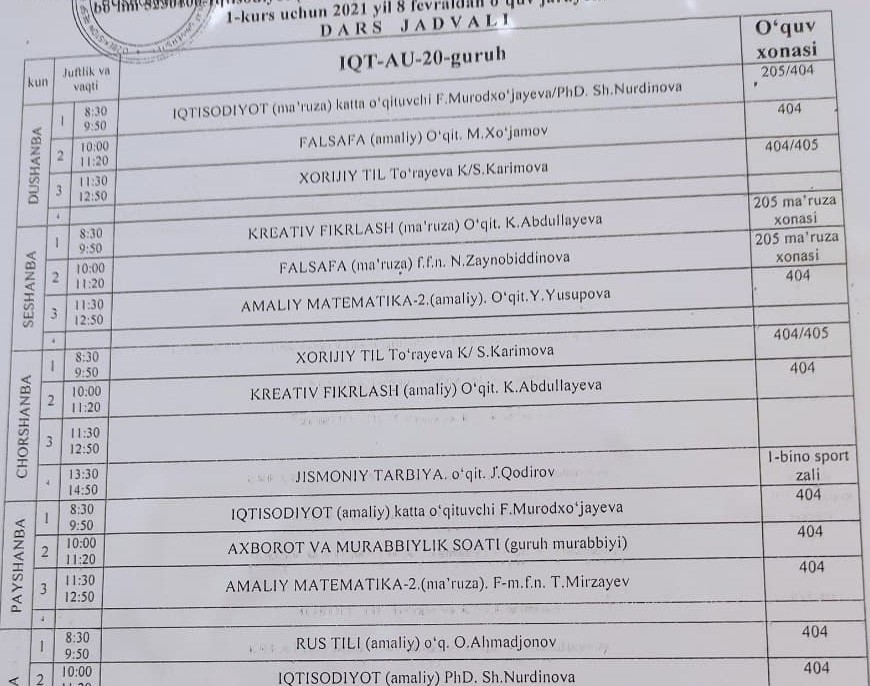 1-kurs uchun 2021 yil 8 fevraldan o'quv
DARS JADVALI
kun
Juftlik va
vaqti
IQT-AU-20-guruh
O'quv
xonasi
DUSHANBA
1
8:30
9:50
IQTISODIYOT (ma'ruza) katta o'qituvchi F.Murodxo'jayeva/PhD. Sh.Nurdinova
205/404
2
10:00
11:20
FALSAFA (amaliy) O'qit. M.Xo'jamov
404
3
11:30
12:50
XORIJIY TIL To'rayeva K/S.Karimova
404/405
4
SESHANBA
1
8:30
9:50
KREATIV FIKRLASH (ma'ruza) O'qit. K.Abdullayeva
205 ma'ruza
xonasi
2
10:00
11:20
FALSAFA (ma'ruza) f.f.n. N.Zaynobiddinova
205 ma'ruza
xonasi
3
11:30
12:50
AMALIY MATEMATIKA-2.(amaliy). O'qit.Y.Yusupova
404
4
CHORSHANBA
1
8:30
9:50
XORIJIY TIL To'rayeva K/ S.Karimova
404/405
2
10:00
11:20
KREATIV FIKRLASH (amaliy) O'qit. K.Abdullayeva
404
3
11:30
12:50
4
13:30
14:50
JISMONIY TARBIYA. o'qit. J.Qodirov
1-bino sport
zali
PAYSHANBA
1
8:30
9:50
IQTISODIYOT (amaliy) katta o'qituvchi F.Murodxo'jayeva
404
2
10:00
11:20
AXBOROT VA MURABBIYLIK SOATI (guruh murabbiyi)
404
3
11:30
12:50
AMALIY MATEMATIKA-2.(ma'ruza). F-m.f.n. T.Mirzayev
404
4
1
8:30
9:50
RUS TILI (amaliy) o'q. O.Ahmadjonov
404
2
10:00
IQTISODIYOT (amaliy) PhD. Sh.Nurdinova
404